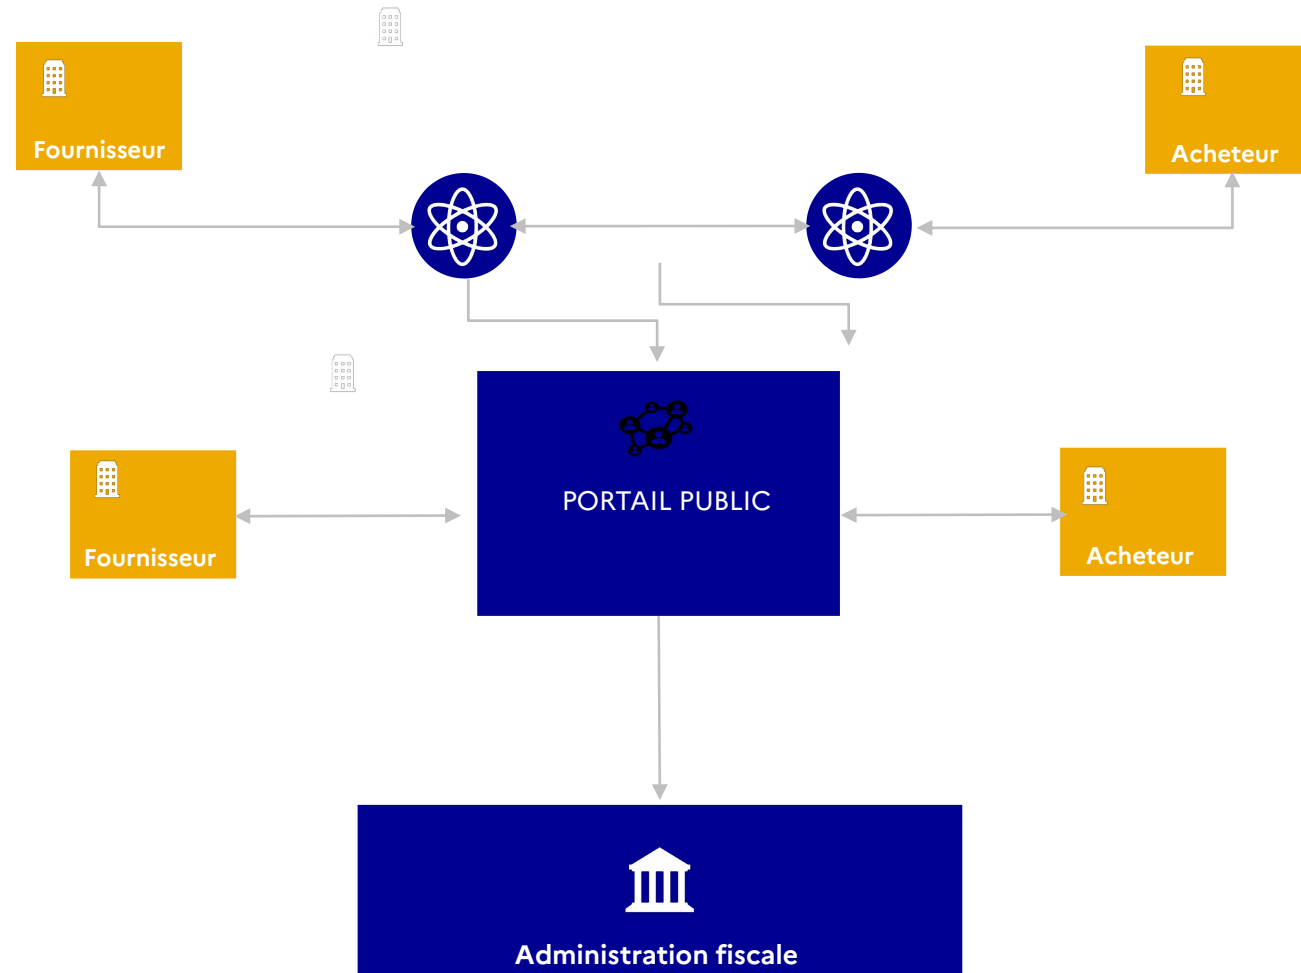 Fournisseur
Acheteur
PORTAIL PUBLIC
Fournisseur
Acheteur
Administration fiscale